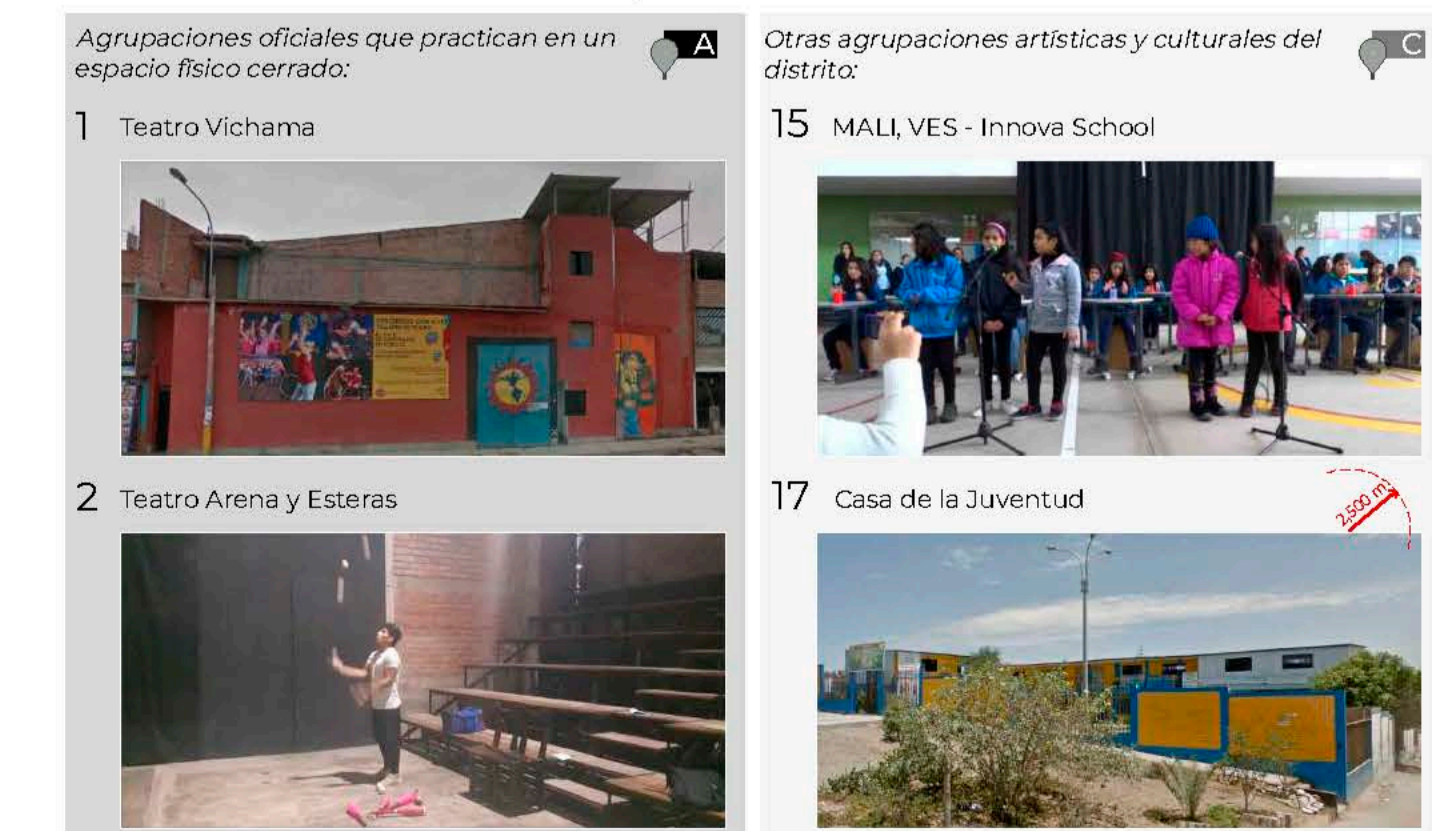 Agrupaciones oficiales que practican en un
espacio físico cerrado:
A
1 Teatro Vichama
2 Teatro Arena y Esteras
Otras agrupaciones artísticas y culturales del
distrito:
C
15 MALI, VES - Innova School
17 Casa de la Juventud
2,500 m